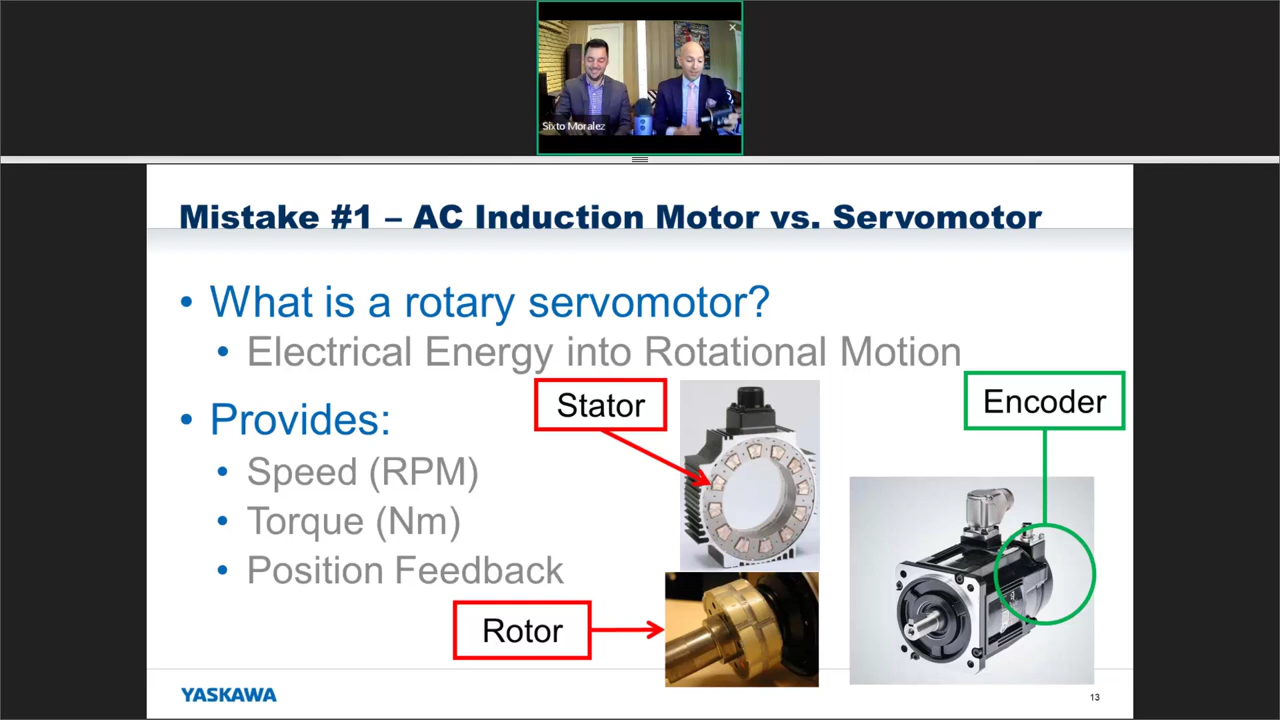 Sixto Moralez
Mistake #1 – AC Induction Motor vs. Servomotor
• What is a rotary servomotor?
• Electrical Energy into Rotational Motion
Stator
Encoder
• Provides:
• Speed (RPM)
• Torque (Nm)
• Position Feedback
Rotor
YASKAWA
13